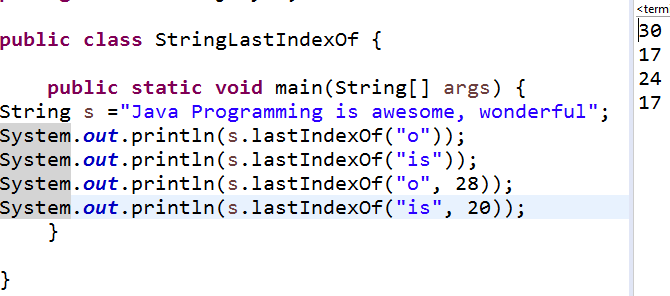 <term
public class StringLastIndexOf {
public static void main(String[] args) {
String s ="Java Programming is awesome, wonderful";
System.out.println(s.lastIndexOf("o"));
System.out.println(s.lastIndexOf("is"));
System.out.println(s.lastIndexOf("o", 28));
System.out.println(s.lastIndexOf("is", 20));
}
}
30
17
24
17